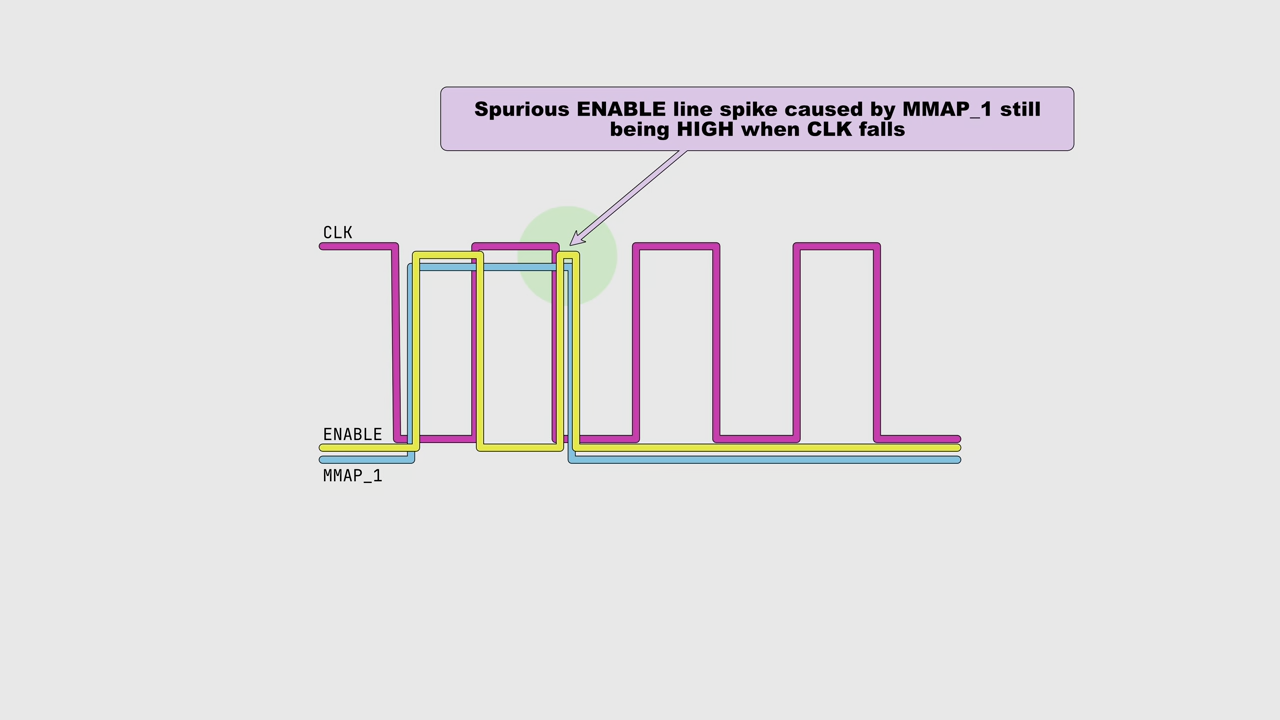 Spurious ENABLE line spike caused by MMAP_1 still
being HIGH when CLK falls
CLK
ENABLE
MMAP_1